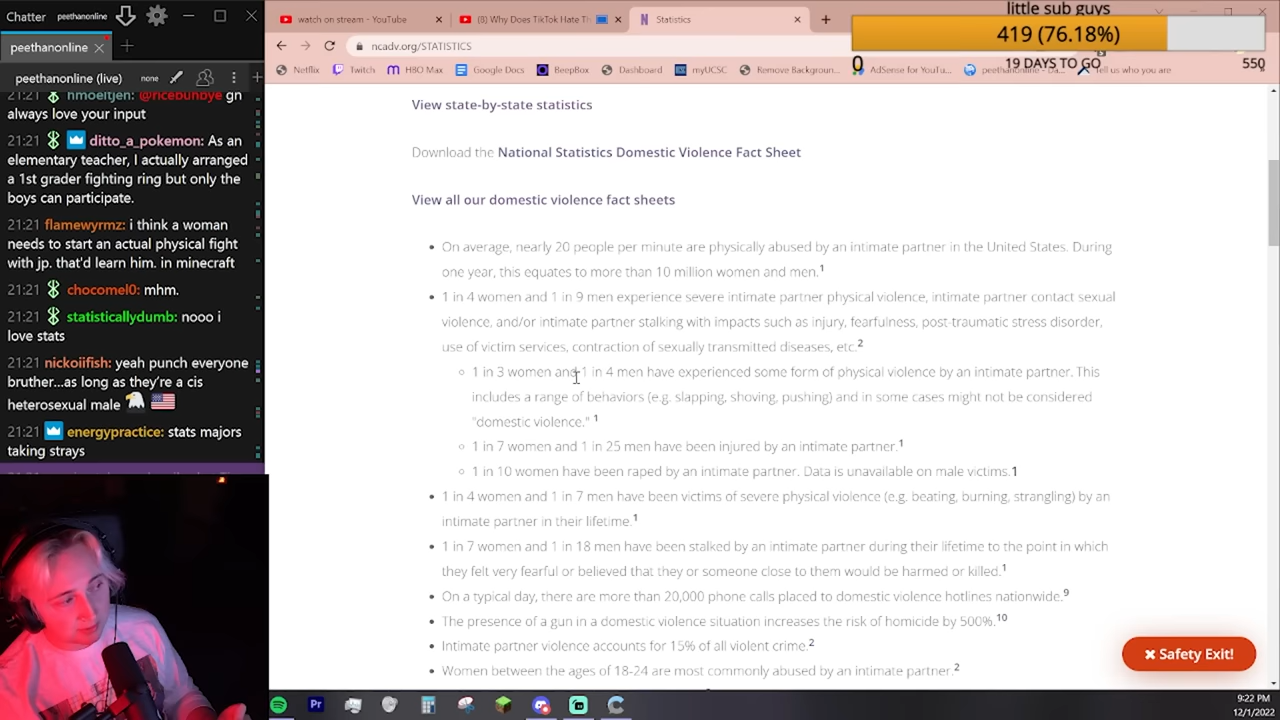 Chatter peethanonline
peethanonline
peethanonline (live) none
21:21 hmoeltjen: @ricebunbye gn
always love your input
21:21 ditto_a_pokemon: As an
elementary teacher, I actually arranged
a 1st grader fighting ring but only the
boys can participate.
21:21 flamewyrmz: i think a woman
needs to start an actual physical fight
with jp. that'd learn him. in minecraft
21:21 chocomel0: mhm.
21:21 statisticallydumb: nooo i
love stats
21:21 nickoiifish: yeah punch everyone
bruther...as long as they're a cis
heterosexual male
21:21 energypractice: stats majors
taking strays
watch on stream - YouTube
(8) Why Does TikTok Hate Th
Statistics
ncadv.org/STATISTICS
Netflix Twitch HBO Max Google Docs BeepBox Dashboard myUCSC Remove Backgroun... AdSense for YouTu... peethanonline - Da... Tell us who you are
little sub guys
419 (76.18%)
0 19 DAYS TO GO 550
View state-by-state statistics
Download the National Statistics Domestic Violence Fact Sheet
View all our domestic violence fact sheets
On average, nearly 20 people per minute are physically abused by an intimate partner in the United States. During
one year, this equates to more than 10 million women and men.1
1 in 4 women and 1 in 9 men experience severe intimate partner physical violence, intimate partner contact sexual
violence, and/or intimate partner stalking with impacts such as injury, fearfulness, post-traumatic stress disorder,
use of victim services, contraction of sexually transmitted diseases, etc.2
1 in 3 women and 1 in 4 men have experienced some form of physical violence by an intimate partner. This
includes a range of behaviors (e.g. slapping, shoving, pushing) and in some cases might not be considered
"domestic violence." 1
1 in 7 women and 1 in 25 men have been injured by an intimate partner.1
1 in 10 women have been raped by an intimate partner. Data is unavailable on male victims.1
1 in 4 women and 1 in 7 men have been victims of severe physical violence (e.g. beating, burning, strangling) by an
intimate partner in their lifetime.1
1 in 7 women and 1 in 18 men have been stalked by an intimate partner during their lifetime to the point in which
they felt very fearful or believed that they or someone close to them would be harmed or killed.1
On a typical day, there are more than 20,000 phone calls placed to domestic violence hotlines nationwide.9
The presence of a gun in a domestic violence situation increases the risk of homicide by 500%.10
Intimate partner violence accounts for 15% of all violent crime.2
Women between the ages of 18-24 are most commonly abused by an intimate partner.2
Safety Exit!
9:22 PM
12/1/2022